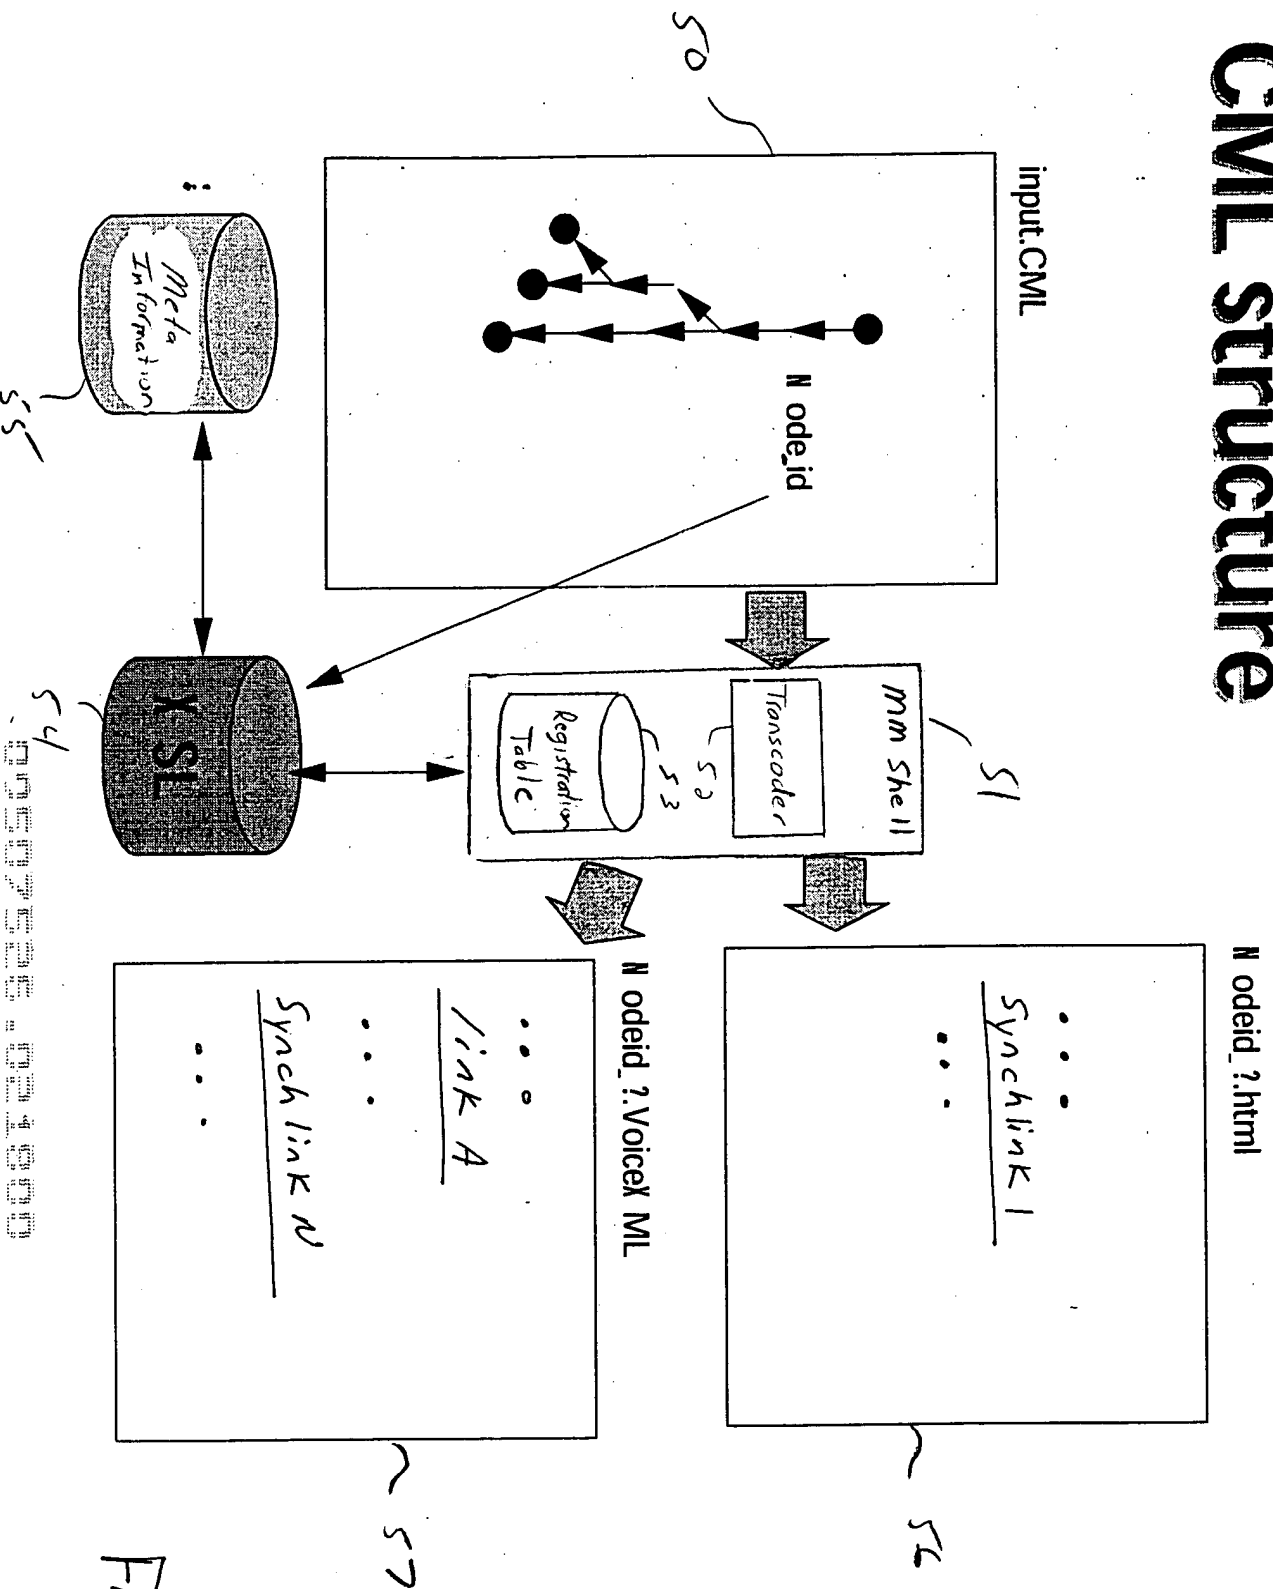 CML structure
50
input.CML
N ode_id
51
mm shell
Transcoder
52
53
Registration
Table
N odeid_?.html
Synchlink 1
56
N odeid_?.VoiceX ML
link A
Synchlink N
57
Meta
Information
55
X SL
54